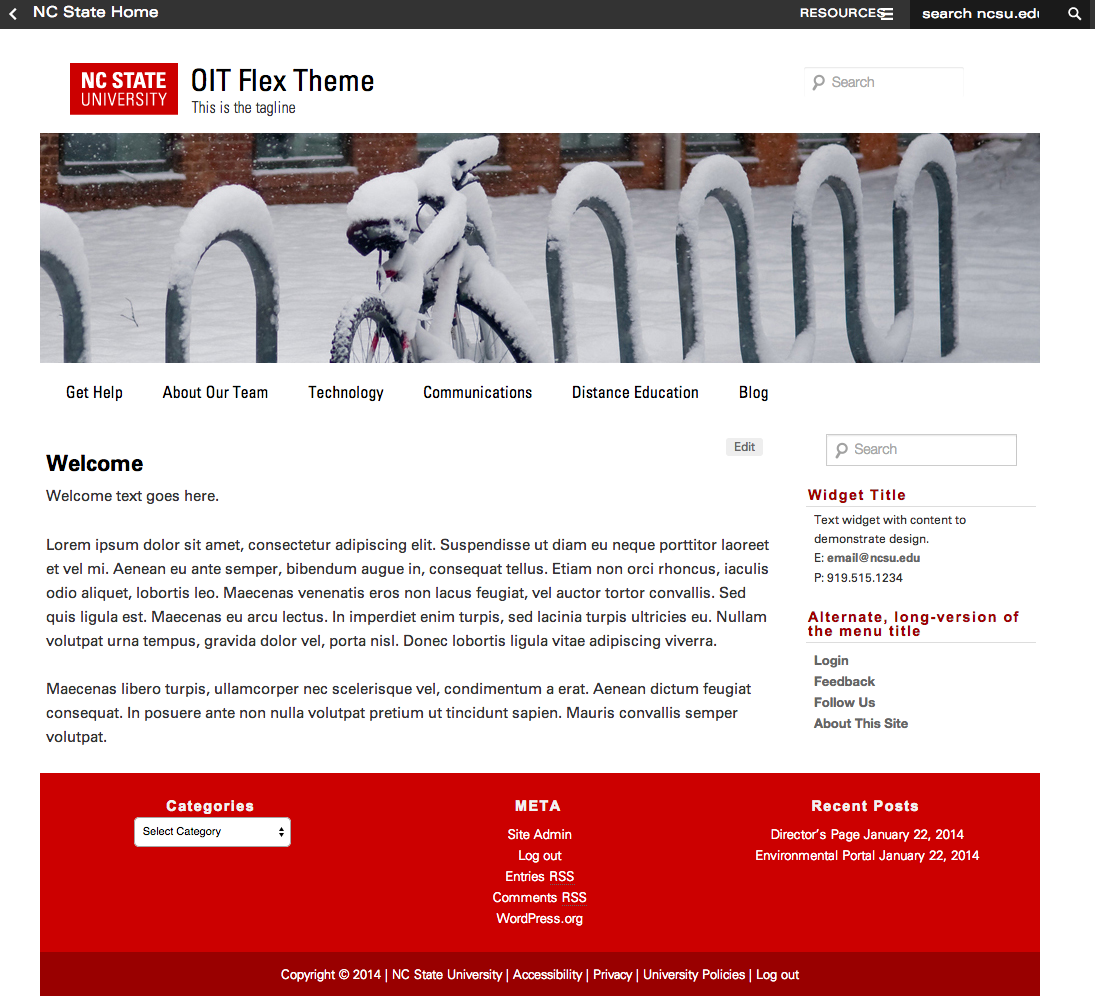 NC State Home
RESOURCES
search ncsu.edu
NC STATE
UNIVERSITY
OIT Flex Theme
This is the tagline
Search
Get Help
About Our Team
Technology
Communications
Distance Education
Blog
Edit
Welcome
Welcome text goes here.
Lorem ipsum dolor sit amet, consectetur adipiscing elit. Suspendisse ut diam eu neque porttitor laoreet
et vel mi. Aenean eu ante semper, bibendum augue in, consequat tellus. Etiam non orci rhoncus, iaculis
odio aliquet, lobortis leo. Maecenas venenatis eros non lacus feugiat, vel auctor tortor convallis. Sed
quis ligula est. Maecenas eu arcu lectus. In imperdiet enim turpis, sed lacinia turpis ultricies eu. Nullam
volutpat urna tempus, gravida dolor vel, porta nisl. Donec lobortis ligula vitae adipiscing viverra.
Maecenas libero turpis, ullamcorper nec scelerisque vel, condimentum a erat. Aenean dictum feugiat
consequat. In posuere ante non nulla volutpat pretium ut tincidunt sapien. Mauris convallis semper
volutpat.
Search
Widget Title
Text widget with content to
demonstrate design.
E: email@ncsu.edu
P: 919.515.1234
Alternate, long-version of
the menu title
Login
Feedback
Follow Us
About This Site
Categories
Select Category
META
Site Admin
Log out
Entries RSS
Comments RSS
WordPress.org
Recent Posts
Director's Page January 22, 2014
Environmental Portal January 22, 2014
Copyright © 2014 | NC State University | Accessibility | Privacy | University Policies | Log out